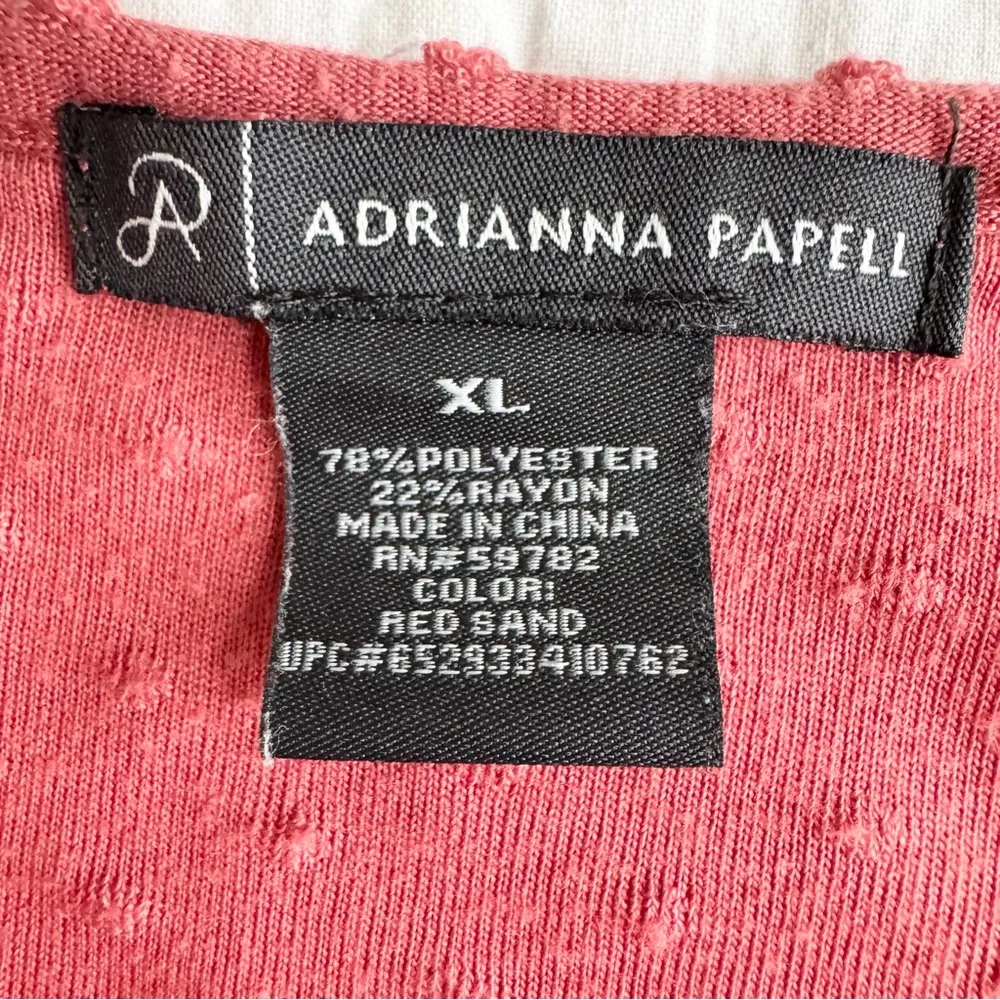 AP ADRIANNA PAPELL
XL
78%POLYESTER
22%RAYON
MADE IN CHINA
RN#59782
COLOR:
RED SAND
UPC#652933410762